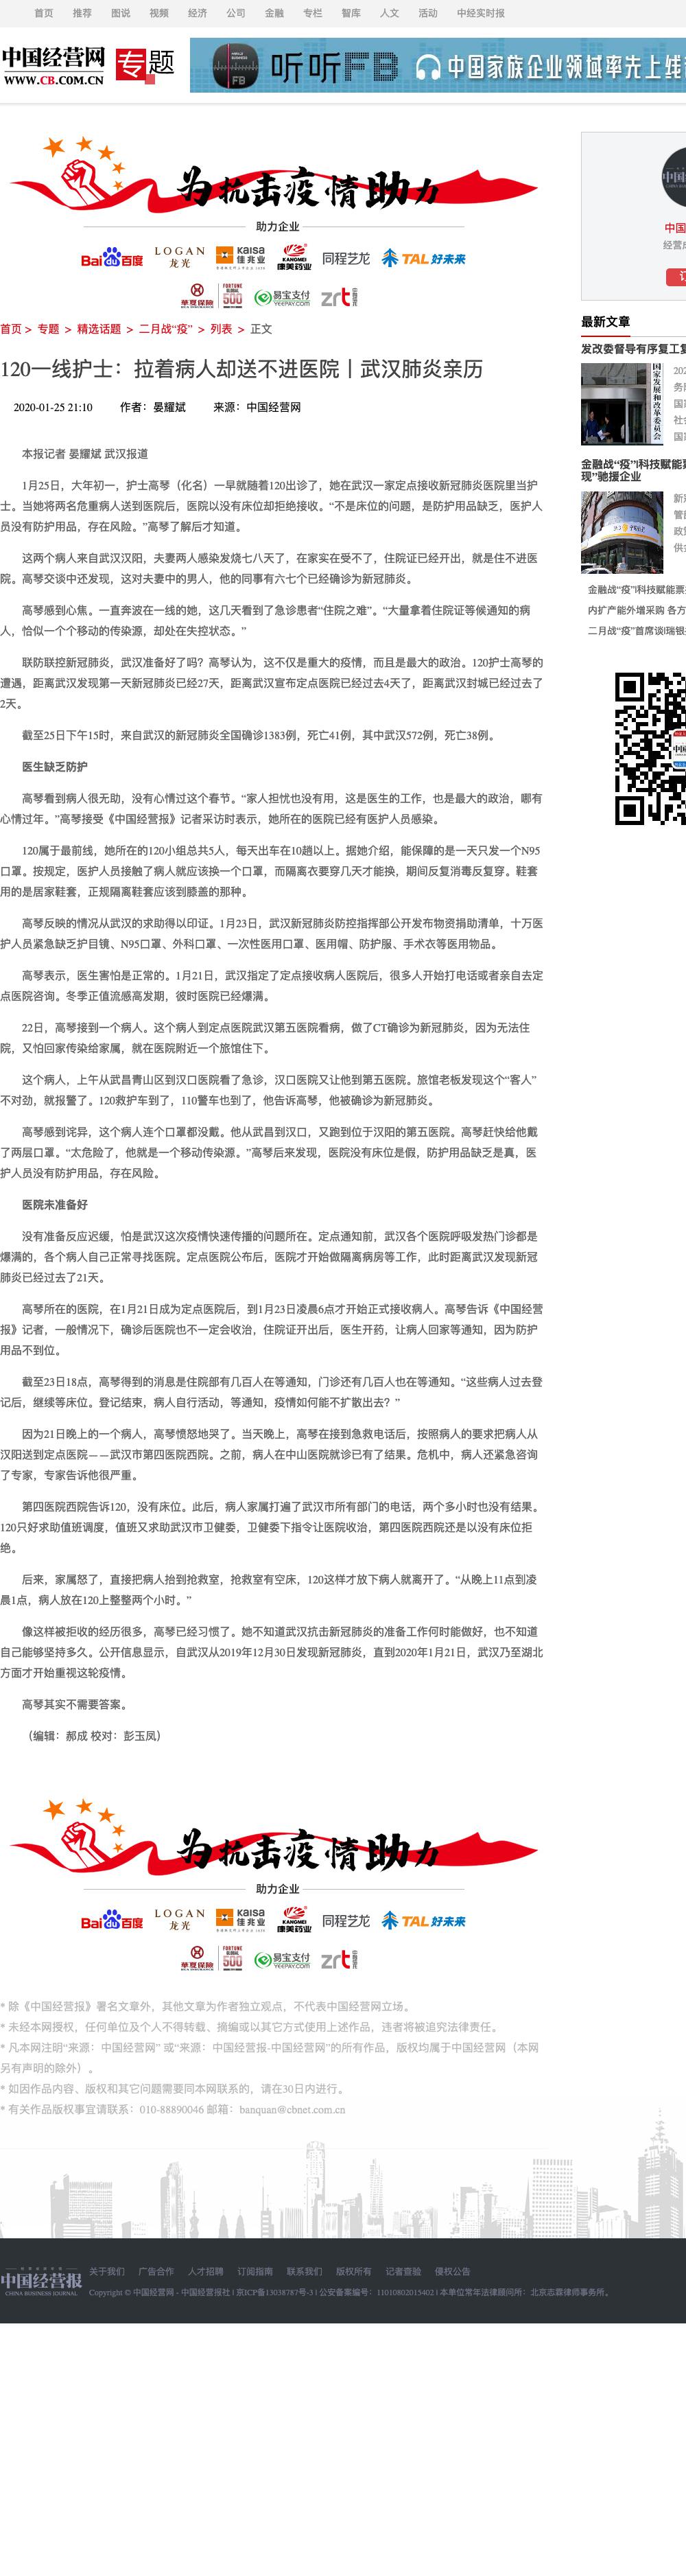 首页 推荐 图说 视频 经济 公司 金融 专栏 智库 人文 活动 中经实时报
中国经营网 专题
WWW.CB.COM.CN
FB 听听FB 中国家族企业领域率先上线
为抗击疫情助力
助力企业
Bai 百度 LOGAN 龙光 KAISA 佳兆业 KANGMEI 康美药业 同程艺龙 TAL 好未来
华夏保险 FORTUNE GLOBAL 500 易宝支付 YEEPAY.COM zrt
首页 > 专题 > 精选话题 > 二月战“疫” > 列表 > 正文
120一线护士：拉着病人却送不进医院丨武汉肺炎亲历
2020-01-25 21:10 作者：晏耀斌 来源：中国经营网
本报记者 晏耀斌 武汉报道
1月25日，大年初一，护士高琴（化名）一早就随着120出诊了，她在武汉一家定点接收新冠肺炎医院里当护
士。当她将两名危重病人送到医院后，医院以没有床位却拒绝接收。“不是床位的问题，是防护用品缺乏，医护人
员没有防护用品，存在风险。”高琴了解后才知道。
这两个病人来自武汉汉阳，夫妻两人感染发烧七八天了，在家实在受不了，住院证已经开出，就是住不进医
院。高琴交谈中还发现，这对夫妻中的男人，他的同事有六七个已经确诊为新冠肺炎。
高琴感到心焦。一直奔波在一线的她，这几天看到了急诊患者“住院之难”。“大量拿着住院证等候通知的病
人，恰似一个个移动的传染源，却处在失控状态。”
联防联控新冠肺炎，武汉准备好了吗？高琴认为，这不仅是重大的疫情，而且是最大的政治。120护士高琴的
遭遇，距离武汉发现第一天新冠肺炎已经27天，距离武汉宣布定点医院已经过去4天了，距离武汉封城已经过去了
2天。
截至25日下午15时，来自武汉的新冠肺炎全国确诊1383例，死亡41例，其中武汉572例，死亡38例。
医生缺乏防护
高琴看到病人很无助，没有心情过这个春节。“家人担忧也没有用，这是医生的工作，也是最大的政治，哪有
心情过年。”高琴接受《中国经营报》记者采访时表示，她所在的医院已经有医护人员感染。
120属于最前线，她所在的120小组总共5人，每天出车在10趟以上。据她介绍，能保障的是一天只发一个N95
口罩。按规定，医护人员接触了病人就应该换一个口罩，而隔离衣要穿几天才能换，期间反复消毒反复穿。鞋套
用的是居家鞋套，正规隔离鞋套应该到膝盖的那种。
高琴反映的情况从武汉的求助得以印证。1月23日，武汉新冠肺炎防控指挥部公开发布物资捐助清单，十万医
护人员紧急缺乏护目镜、N95口罩、外科口罩、一次性医用口罩、医用帽、防护服、手术衣等医用物品。
高琴表示，医生害怕是正常的。1月21日，武汉指定了定点接收病人医院后，很多人开始打电话或者亲自去定
点医院咨询。冬季正值流感高发期，彼时医院已经爆满。
22日，高琴接到一个病人。这个病人到定点医院武汉第五医院看病，做了CT确诊为新冠肺炎，因为无法住
院，又怕回家传染给家属，就在医院附近一个旅馆住下。
这个病人，上午从武昌青山区到汉口医院看了急诊，汉口医院又让他到第五医院。旅馆老板发现这个“客人”
不对劲，就报警了。120救护车到了，110警车也到了，他告诉高琴，他被确诊为新冠肺炎。
高琴感到诧异，这个病人连个口罩都没戴。他从武昌到汉口，又跑到位于汉阳的第五医院。高琴赶快给他戴
了两层口罩。“太危险了，他就是一个移动传染源。”高琴后来发现，医院没有床位是假，防护用品缺乏是真，医
护人员没有防护用品，存在风险。
医院未准备好
没有准备反应迟缓，怕是武汉这次疫情快速传播的问题所在。定点通知前，武汉各个医院呼吸发热门诊都是
爆满的，各个病人自己正常寻找医院。定点医院公布后，医院才开始做隔离病房等工作，此时距离武汉发现新冠
肺炎已经过去了21天。
高琴所在的医院，在1月21日成为定点医院后，到1月23日凌晨6点才开始正式接收病人。高琴告诉《中国经营
报》记者，一般情况下，确诊后医院也不一定会收治，住院证开出后，医生开药，让病人回家等通知，因为防护
用品不到位。
截至23日18点，高琴得到的消息是住院部有几百人在等通知，门诊还有几百人也在等通知。“这些病人过去登
记后，继续等床位。登记结束，病人自行活动，等通知，疫情如何能不扩散出去？”
因为21日晚上的一个病人，高琴愤怒地哭了。当天晚上，高琴在接到急救电话后，按照病人的要求把病人从
汉阳送到定点医院——武汉市第四医院西院。之前，病人在中山医院就诊已有了结果。危机中，病人还紧急咨询
了专家，专家告诉他很严重。
第四医院西院告诉120，没有床位。此后，病人家属打遍了武汉市所有部门的电话，两个多小时也没有结果。
120只好求助值班调度，值班又求助武汉市卫健委，卫健委下指令让医院收治，第四医院西院还是以没有床位拒
绝。
后来，家属怒了，直接把病人抬到抢救室，抢救室有空床，120这样才放下病人就离开了。“从晚上11点到凌
晨1点，病人放在120上整整两个小时。”
像这样被拒收的经历很多，高琴已经习惯了。她不知道武汉抗击新冠肺炎的准备工作何时能做好，也不知道
自己能够坚持多久。公开信息显示，自武汉从2019年12月30日发现新冠肺炎，直到2020年1月21日，武汉乃至湖北
方面才开始重视这轮疫情。
高琴其实不需要答案。
（编辑：郝成 校对：彭玉凤）
为抗击疫情助力
助力企业
Bai 百度 LOGAN 龙光 KAISA 佳兆业 KANGMEI 康美药业 同程艺龙 TAL 好未来
华夏保险 FORTUNE GLOBAL 500 易宝支付 YEEPAY.COM zrt
* 除《中国经营报》署名文章外，其他文章为作者独立观点，不代表中国经营网立场。
* 未经本网授权，任何单位及个人不得转载、摘编或以其它方式使用上述作品，违者将被追究法律责任。
* 凡本网注明“来源：中国经营网” 或“来源：中国经营报-中国经营网”的所有作品，版权均属于中国经营网（本网
另有声明的除外）。
* 如因作品内容、版权和其它问题需要同本网联系的，请在30日内进行。
* 有关作品版权事宜请联系：010-88890046 邮箱：banquan@cbnet.com.cn
中国
经营
最新文章
发改委督导有序复工复
国家发展和改革委员会
202
务院
国家
社会
国家
金融战“疫”|科技赋能票
现”驰援企业
新冠
管部
政策
供全
金融战“疫”|科技赋能票
内扩产能外增采购 各方
二月战“疫”首席谈|瑞银
中国经营报
CHINA BUSINESS JOURNAL
关于我们 广告合作 人才招聘 订阅指南 联系我们 版权所有 记者查验 侵权公告
Copyright © 中国经营网 - 中国经营报社 | 京ICP备13038787号-3 | 公安备案编号：11010802015402 | 本单位常年法律顾问所：北京志霖律师事务所。